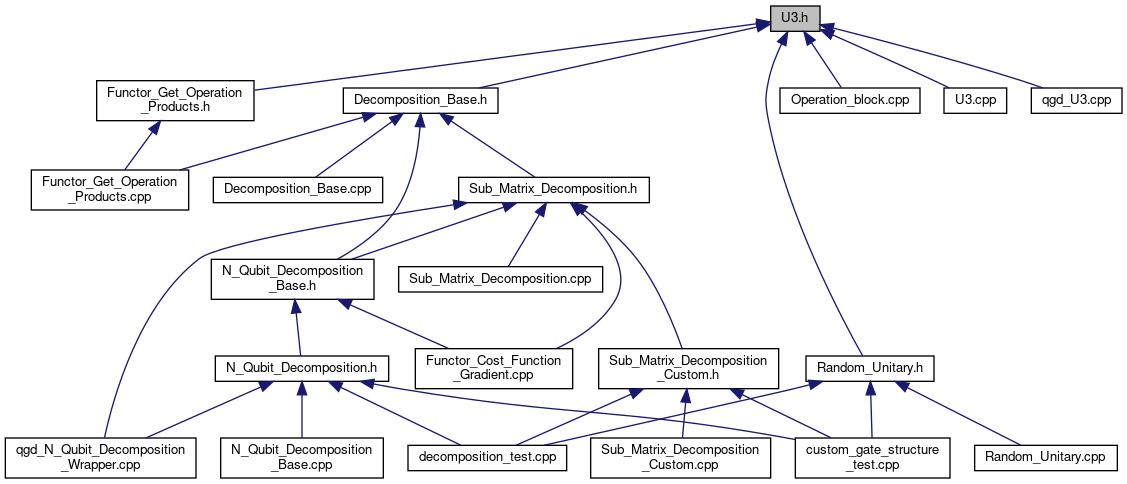 U3.h
Functor_Get_Operation
_Products.h
Decomposition_Base.h
Operation_block.cpp
U3.cpp
qgd_U3.cpp
Functor_Get_Operation
_Products.cpp
Decomposition_Base.cpp
Sub_Matrix_Decomposition.h
N_Qubit_Decomposition
_Base.h
Sub_Matrix_Decomposition.cpp
N_Qubit_Decomposition.h
Functor_Cost_Function
_Gradient.cpp
Sub_Matrix_Decomposition
_Custom.h
Random_Unitary.h
qgd_N_Qubit_Decomposition
_Wrapper.cpp
N_Qubit_Decomposition
_Base.cpp
decomposition_test.cpp
Sub_Matrix_Decomposition
_Custom.cpp
custom_gate_structure
_test.cpp
Random_Unitary.cpp